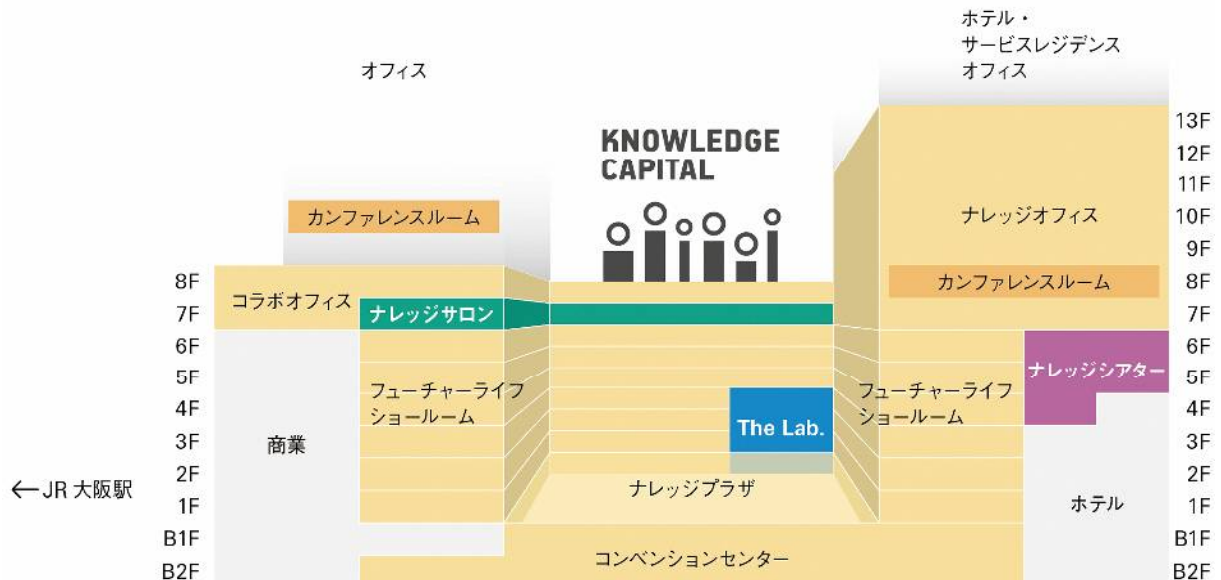 ホテル・
サービスレジデンス
オフィス
オフィス
KNOWLEDGE
CAPITAL
13F
12F
11F
カンファレンスルーム
ナレッジオフィス
10F
9F
8F
コラボオフィス
カンファレンスルーム
8F
7F
ナレッジサロン
7F
6F
6F
5F
ナレッジシアター
5F
フューチャーライフ
ショールーム
フューチャーライフ
ショールーム
4F
The Lab.
4F
3F
商業
3F
2F
2F
←JR 大阪駅
ナレッジプラザ
1F
ホテル
1F
B1F
コンベンションセンター
B1F
B2F
B2F